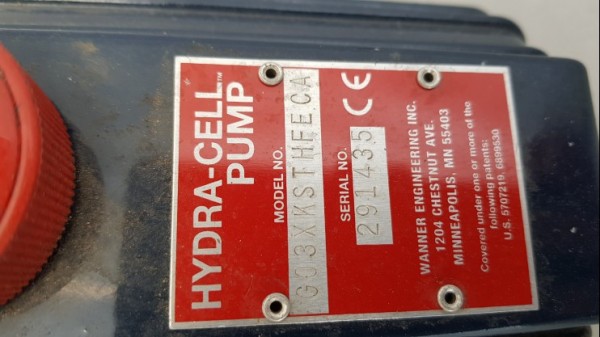 HYDRA-CELL™
PUMP
MODEL NO.
G03XKSTHFECA
SERIAL NO.
291435
CE
WANNER ENGINEERING INC.
1204 CHESTNUT AVE.
MINNEAPOLIS, MN 55403
Covered under one or more of the
following patents:
U.S. 5707219, 6899530